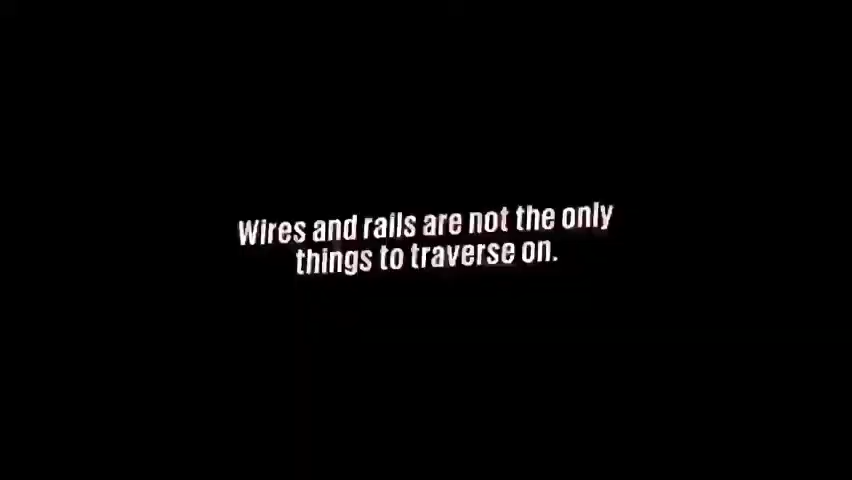 Wires and rails are not the only
things to traverse on.